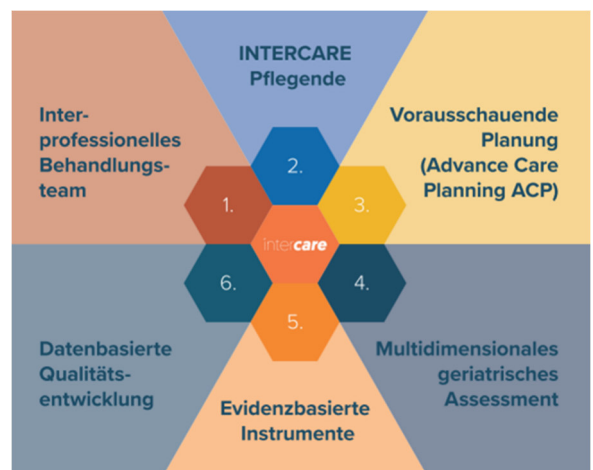 INTERCARE
Pflegende
Inter-
professionelles
Behandlungs-
team
Vorausschauende
Planung
(Advance Care
Planning ACP)
2.
1.
3.
intercare
6.
4.
5.
Datenbasierte
Qualitäts-
entwicklung
Multidimensionales
geriatrisches
Assessment
Evidenzbasierte
Instrumente